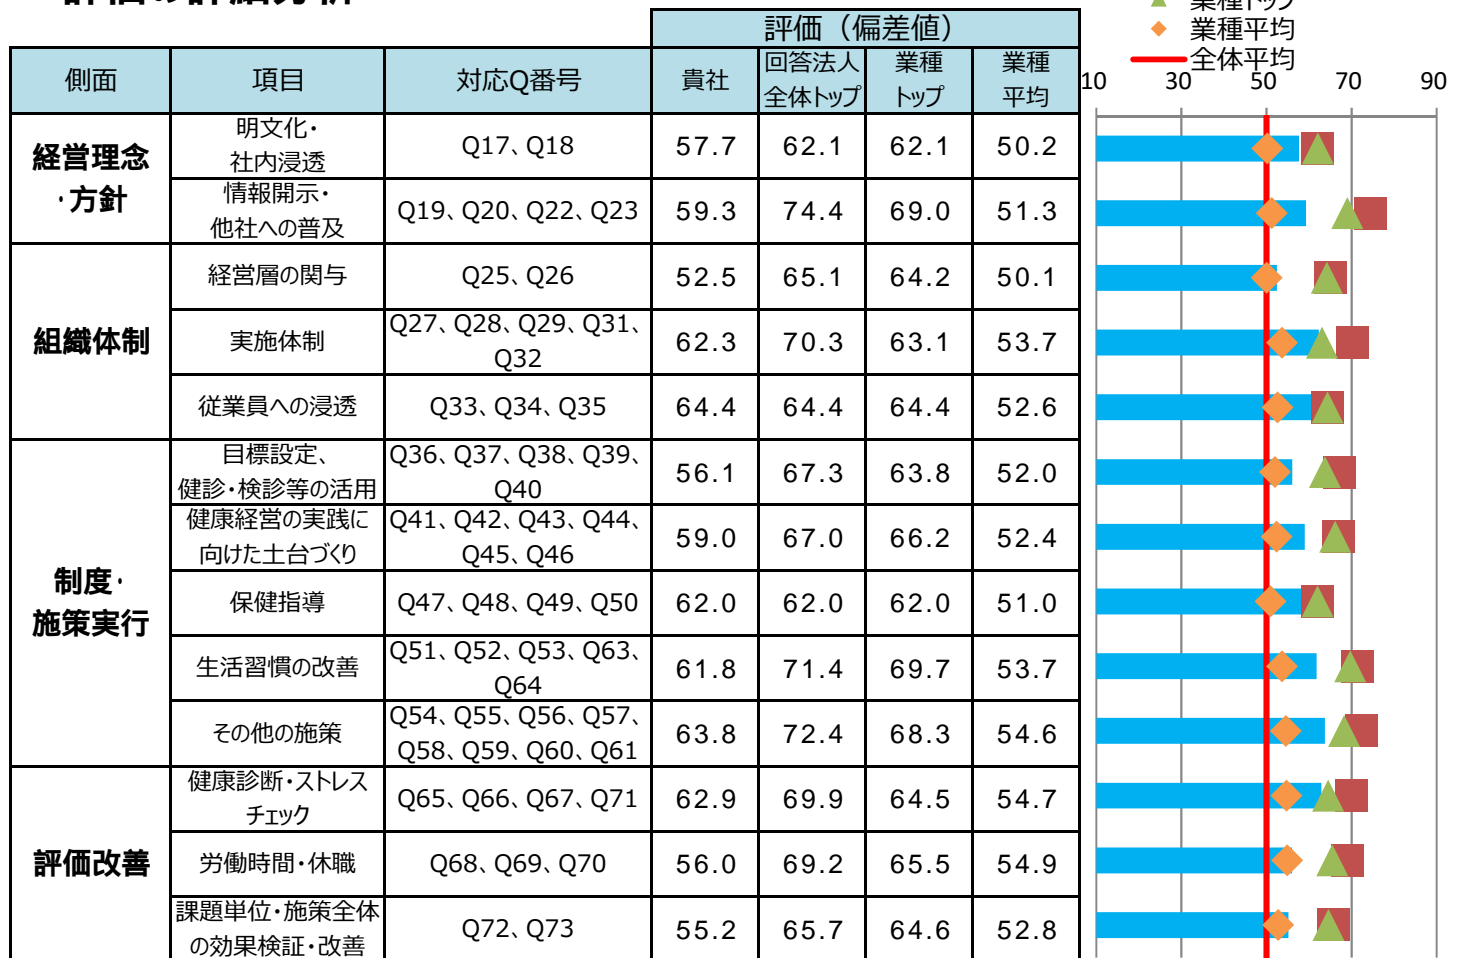 評価の詳細分析
業種トップ
業種平均
全体平均
評価（偏差値）
側面 項目 対応Q番号 貴社 回答法人全体トップ 業種トップ 業種平均
10 30 50 70 90
経営理念・方針
明文化・社内浸透 Q17、Q18 57.7 62.1 62.1 50.2
情報開示・他社への普及 Q19、Q20、Q22、Q23 59.3 74.4 69.0 51.3
組織体制
経営層の関与 Q25、Q26 52.5 65.1 64.2 50.1
実施体制 Q27、Q28、Q29、Q31、Q32 62.3 70.3 63.1 53.7
従業員への浸透 Q33、Q34、Q35 64.4 64.4 64.4 52.6
制度・施策実行
目標設定、健診・検診等の活用 Q36、Q37、Q38、Q39、Q40 56.1 67.3 63.8 52.0
健康経営の実践に向けた土台づくり Q41、Q42、Q43、Q44、Q45、Q46 59.0 67.0 66.2 52.4
保健指導 Q47、Q48、Q49、Q50 62.0 62.0 62.0 51.0
生活習慣の改善 Q51、Q52、Q53、Q63、Q64 61.8 71.4 69.7 53.7
その他の施策 Q54、Q55、Q56、Q57、Q58、Q59、Q60、Q61 63.8 72.4 68.3 54.6
評価改善
健康診断・ストレスチェック Q65、Q66、Q67、Q71 62.9 69.9 64.5 54.7
労働時間・休職 Q68、Q69、Q70 56.0 69.2 65.5 54.9
課題単位・施策全体の効果検証・改善 Q72、Q73 55.2 65.7 64.6 52.8